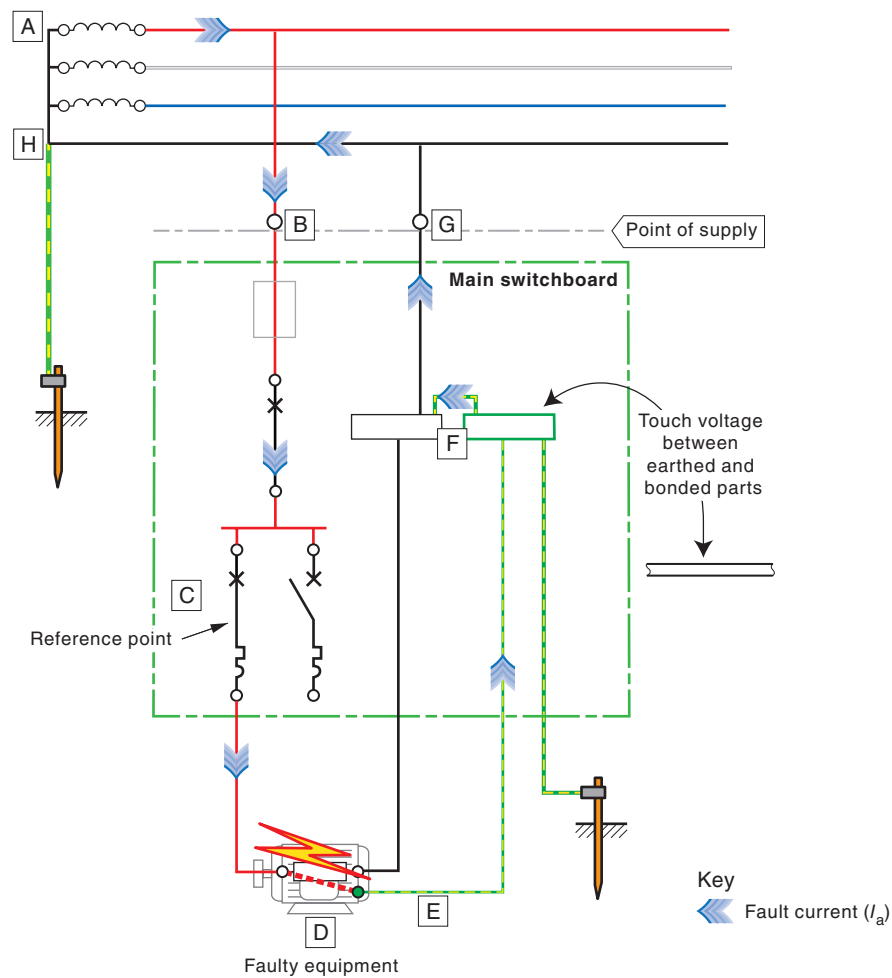 A
H
B
G
Point of supply
Main switchboard
Touch voltage
between
earthed and
bonded parts
F
C
Reference point
E
D
Faulty equipment
Key
Fault current (Ia)